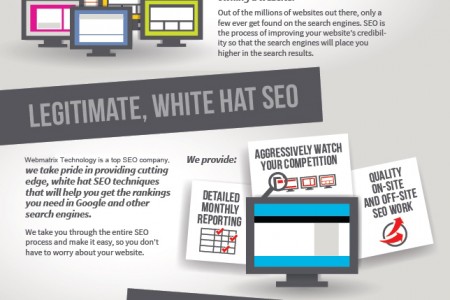 Out of the millions of websites out there, only a
few ever get found on the search engines. SEO is
the process of improving your website's credibil-
ity so that the search engines will place you
higher in the search results.
LEGITIMATE, WHITE HAT SEO
Webmatrix Technology is a top SEO company,
we take pride in providing cutting
edge, white hat SEO techniques
that will help you get the rankings
you need in Google and other
search engines.
We take you through the entire SEO
process and make it easy, so you don't
have to worry about your website.
We provide:
AGGRESSIVELY WATCH
YOUR COMPETITION
DETAILED
MONTHLY
REPORTING
QUALITY
ON-SITE
AND OFF-SITE
SEO WORK